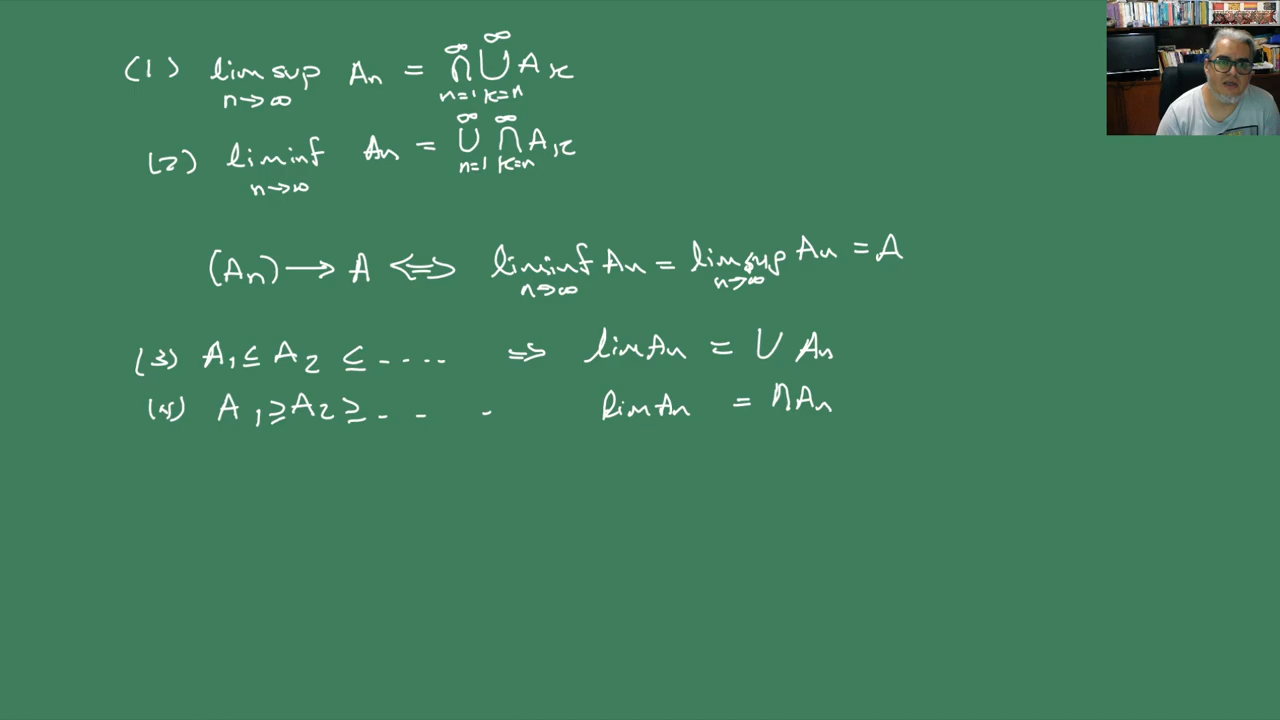 (1) lim sup An = ∞ ∩ n=1 ∞ ∪ k=n Ak
n→∞
(2) lim inf An = ∞ ∪ n=1 ∞ ∩ k=n Ak
n→∞
(An) → A ⇔ lim inf An = lim sup An = A
n→∞ n→∞
(3) A1 ≤ A2 ≤ ..... ⇒ lim An = ∪ An
A1 ≥ A2 ≥ - - - lim An = ∩ An